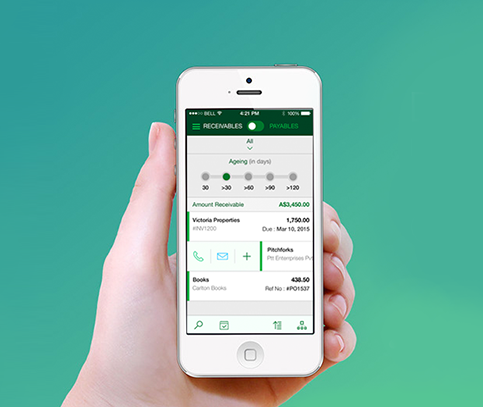 BELL 4:21 PM 100%
RECEIVABLES PAYABLES
All
Ageing (in days)
30 >30 >60 >90 >120
Amount Receivable A$3,450.00
Victoria Properties 1,750.00
#INV1200 Due : Mar 10, 2015
Pitchforks
Ptt Enterprises Pv
Books 438.50
Carlton Books Ref No : #PO1537